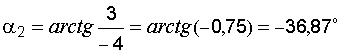 α₂ = arctg 3/-4 = arctg(-0,75) = -36,87°